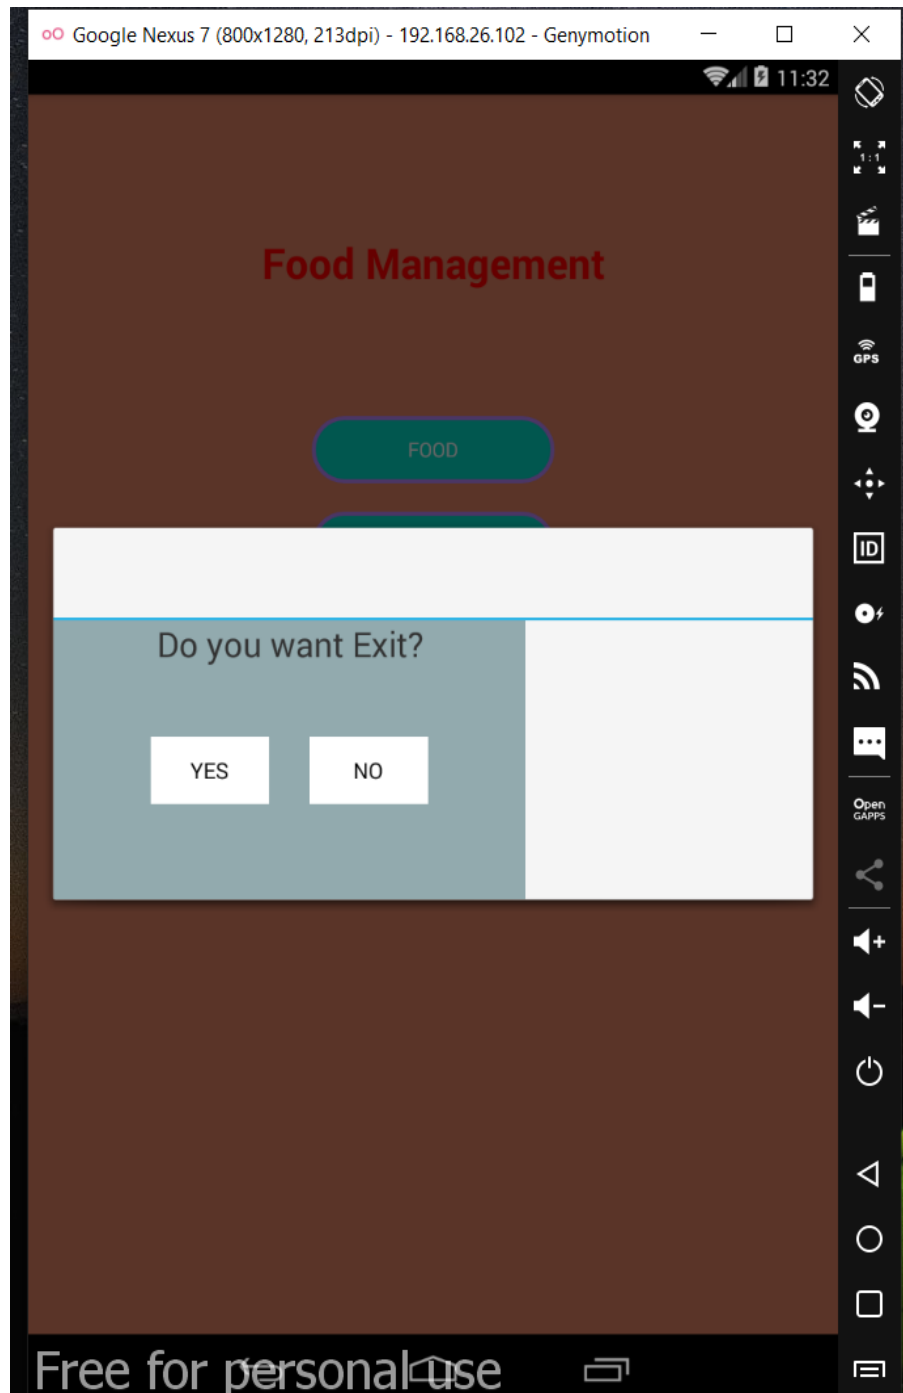 Google Nexus 7 (800x1280, 213dpi) - 192.168.26.102 - Genymotion
11:32
1:1
Food Management
GPS
FOOD
ID
Do you want Exit?
YES
NO
Open
GAPPS
Free for personal use